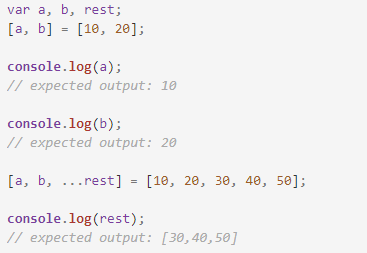 var a, b, rest;
[a, b] = [10, 20];
console.log(a);
// expected output: 10
console.log(b);
// expected output: 20
[a, b, ...rest] = [10, 20, 30, 40, 50];
console.log(rest);
// expected output: [30,40,50]